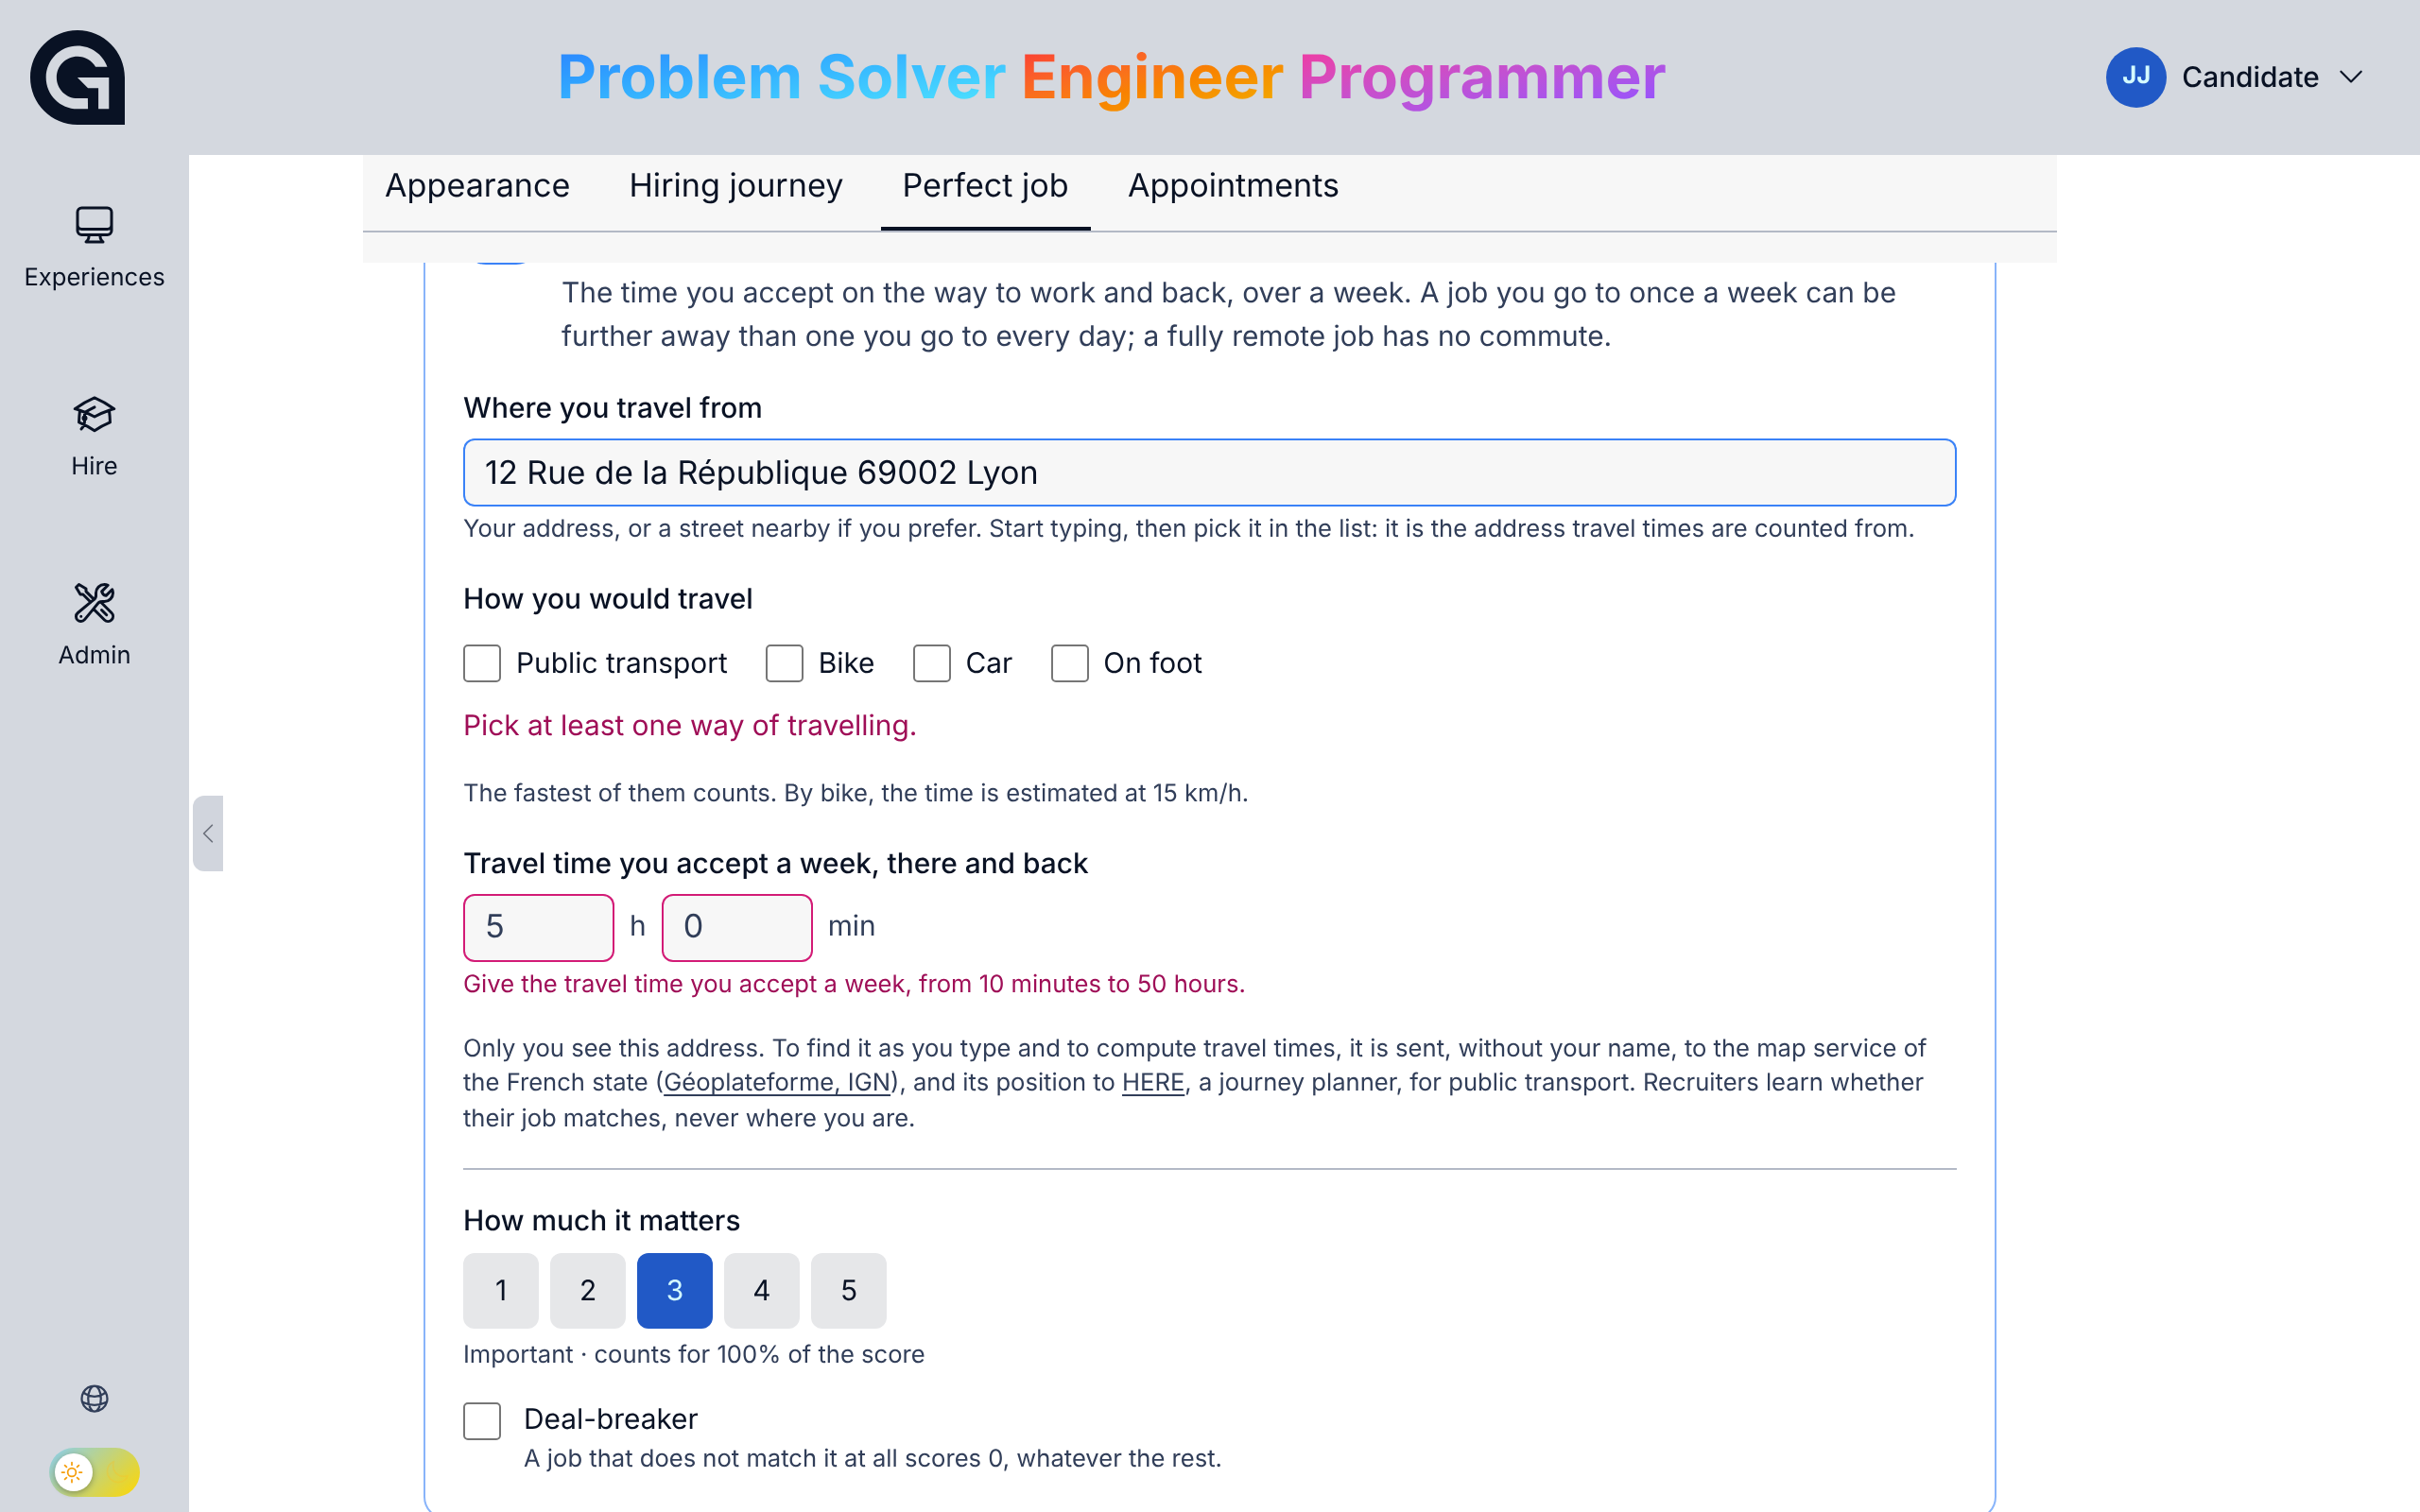 Problem Solver Engineer Programmer
JJ Candidate
Experiences
Hire
Admin
Appearance Hiring journey Perfect job Appointments
The time you accept on the way to work and back, over a week. A job you go to once a week can be
further away than one you go to every day; a fully remote job has no commute.
Where you travel from
12 Rue de la République 69002 Lyon
Your address, or a street nearby if you prefer. Start typing, then pick it in the list: it is the address travel times are counted from.
How you would travel
Public transport Bike Car On foot
Pick at least one way of travelling.
The fastest of them counts. By bike, the time is estimated at 15 km/h.
Travel time you accept a week, there and back
5 h 0 min
Give the travel time you accept a week, from 10 minutes to 50 hours.
Only you see this address. To find it as you type and to compute travel times, it is sent, without your name, to the map service of
the French state (Géoplateforme, IGN), and its position to HERE, a journey planner, for public transport. Recruiters learn whether
their job matches, never where you are.
How much it matters
1 2 3 4 5
Important · counts for 100% of the score
Deal-breaker
A job that does not match it at all scores 0, whatever the rest.